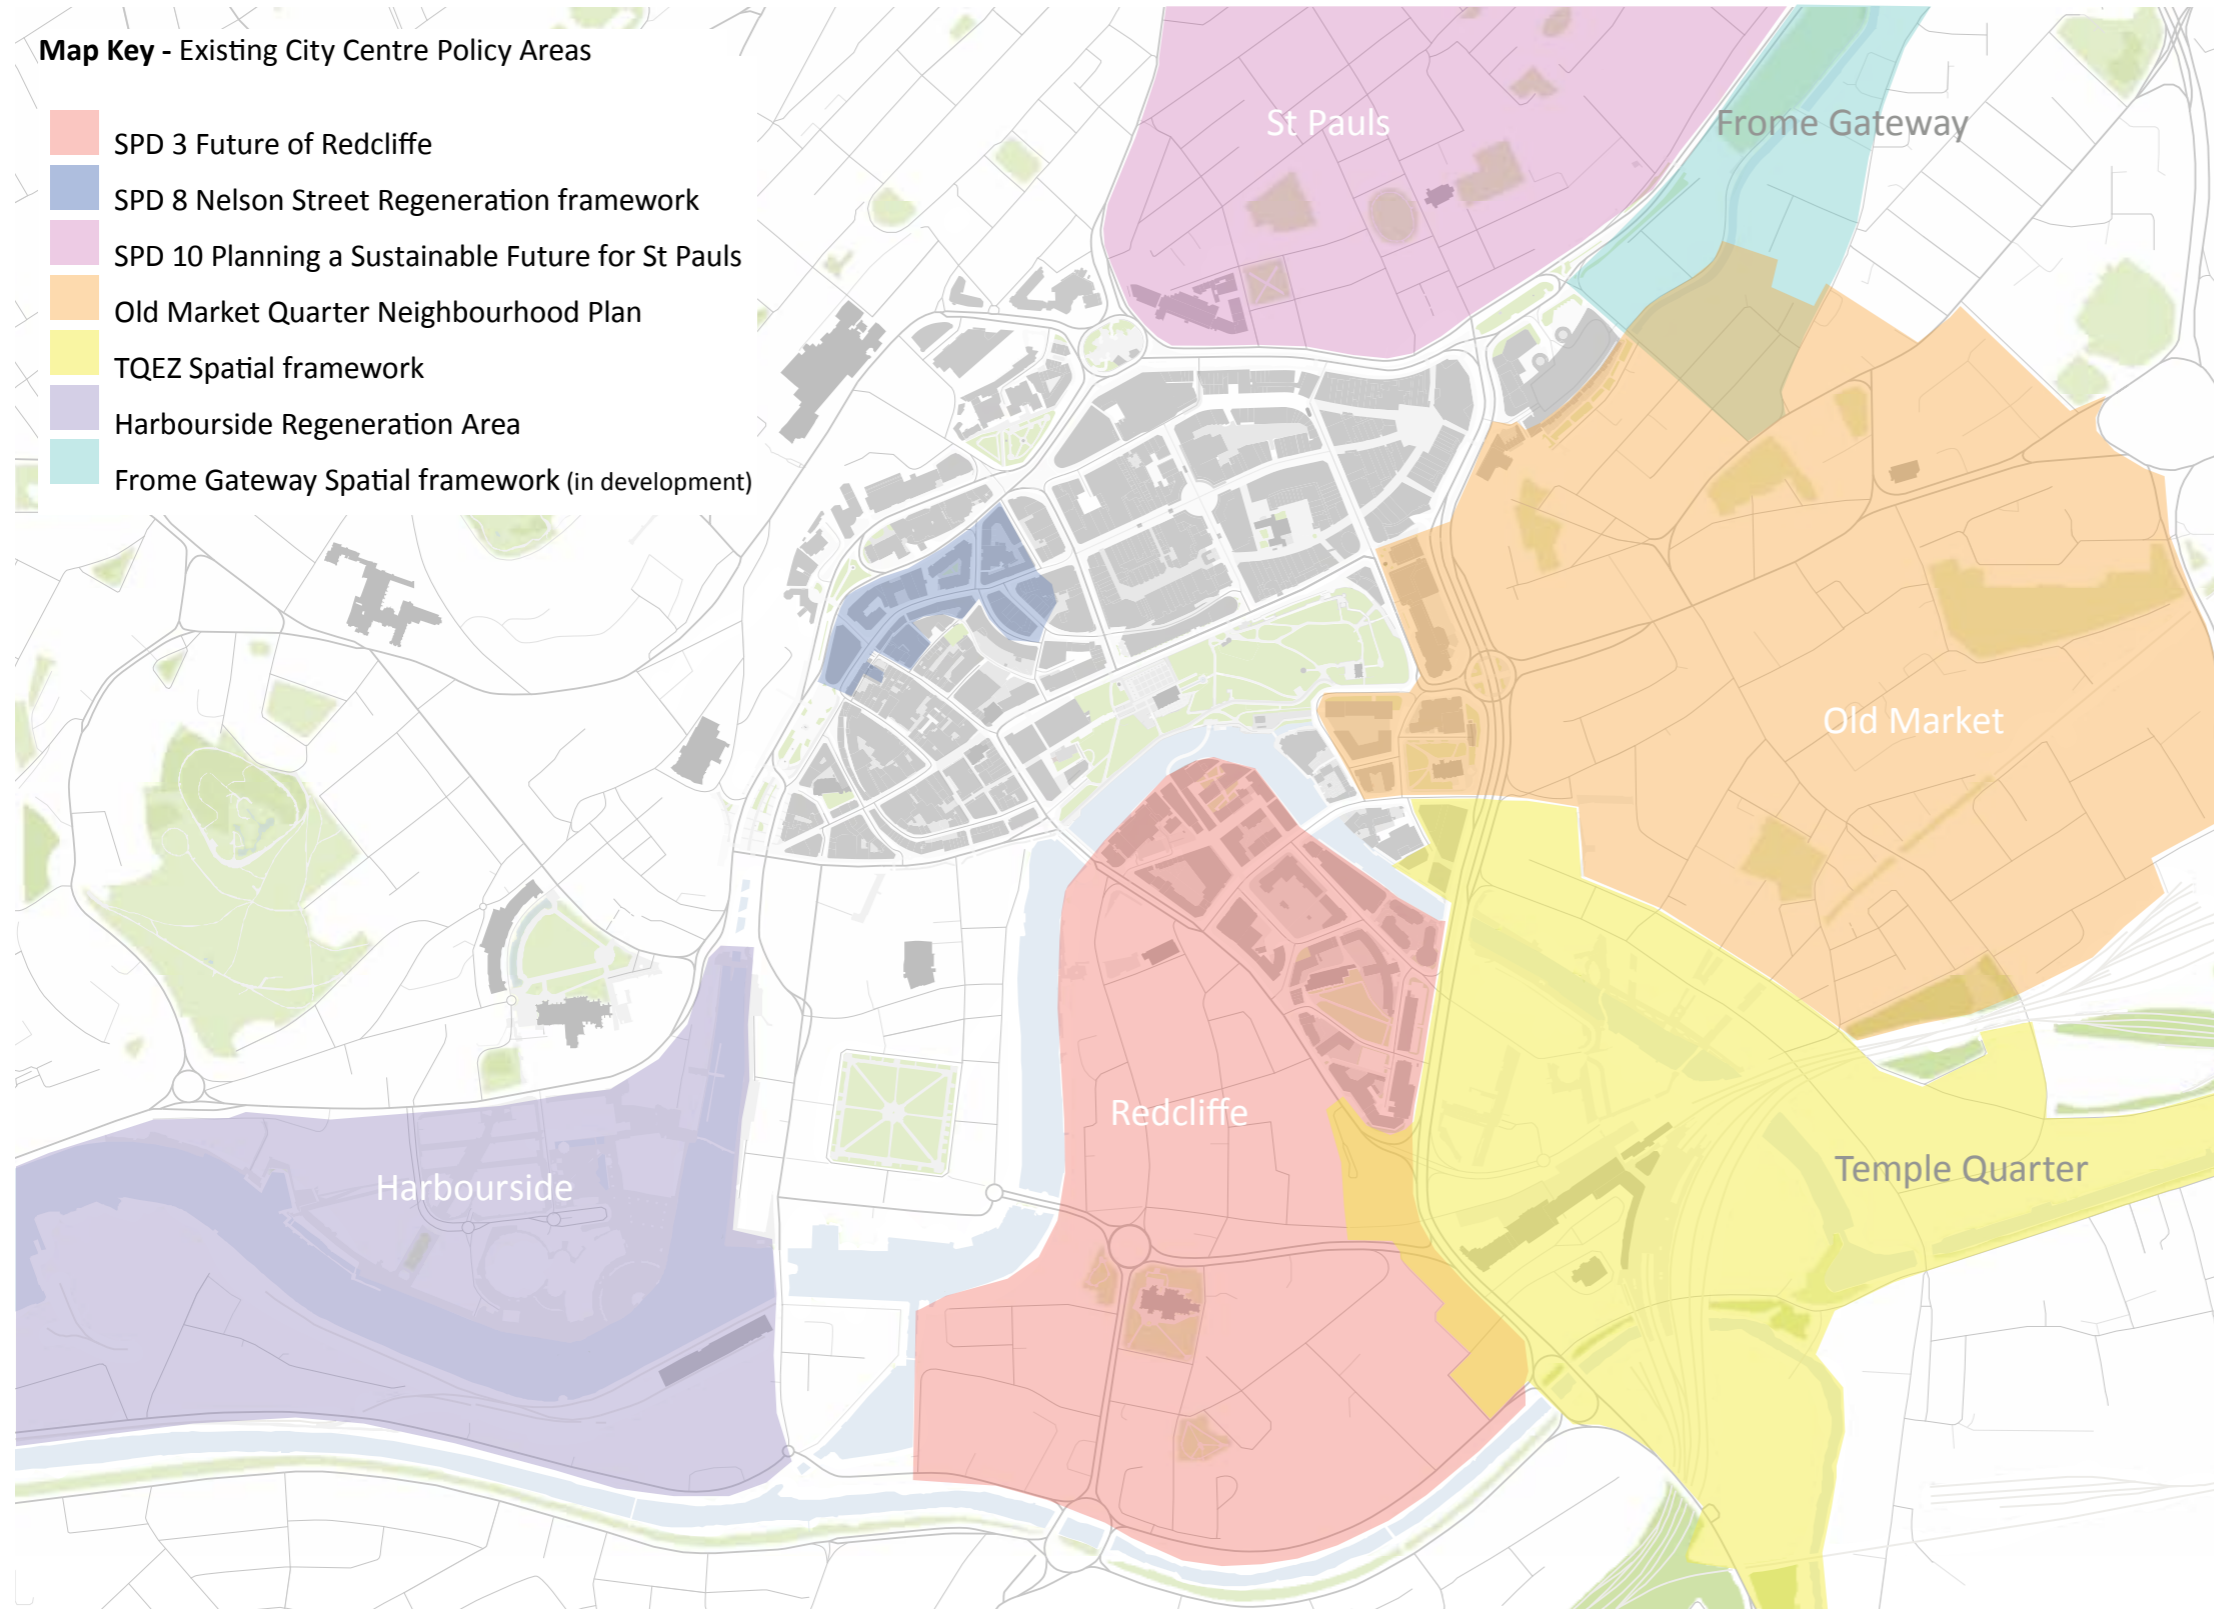 Map Key - Existing City Centre Policy Areas
SPD 3 Future of Redcliffe
SPD 8 Nelson Street Regeneration framework
SPD 10 Planning a Sustainable Future for St Pauls
Old Market Quarter Neighbourhood Plan
TQEZ Spatial framework
Harbourside Regeneration Area
Frome Gateway Spatial framework (in development)
St Pauls
Frome Gateway
Old Market
Redcliffe
Temple Quarter
Harbourside